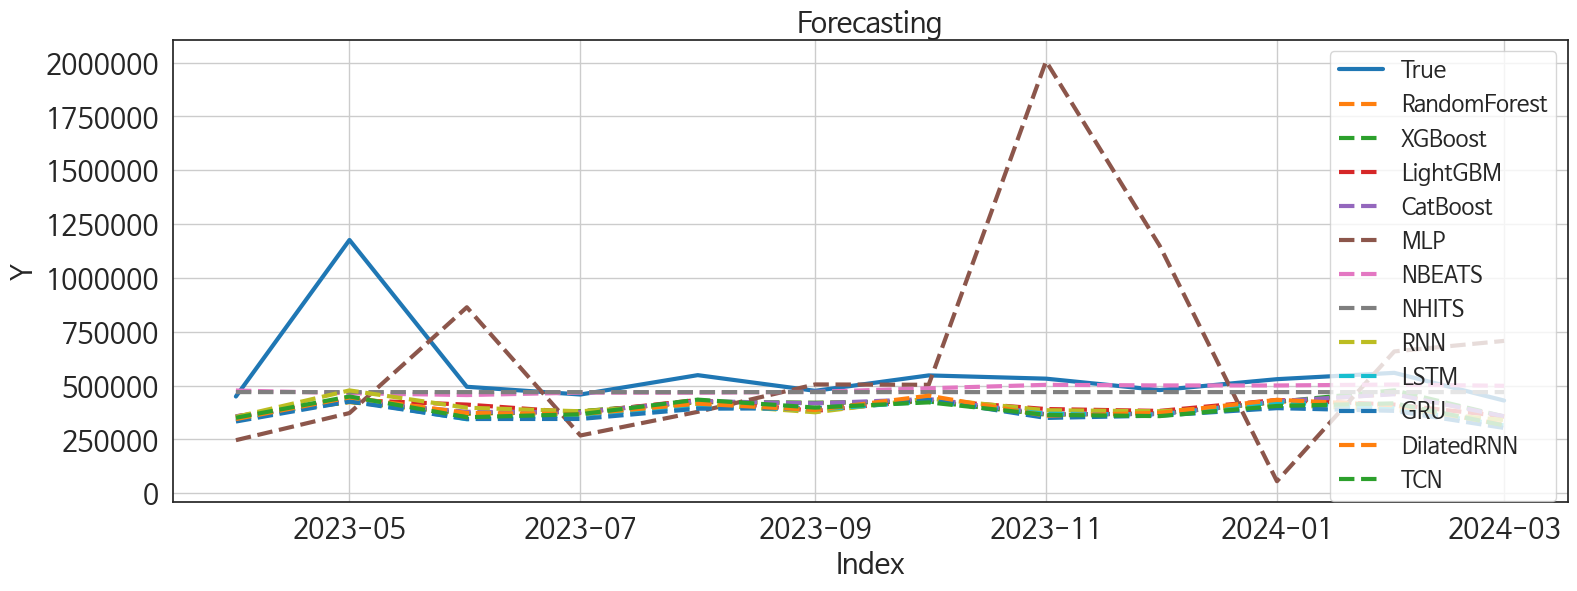 Forecasting
2000000
1750000
1500000
1250000
1000000
750000
500000
250000
0
Y
2023-05
2023-07
2023-09
2023-11
2024-01
2024-03
Index
True
RandomForest
XGBoost
LightGBM
CatBoost
MLP
NBEATS
NHITS
RNN
LSTM
GRU
DilatedRNN
TCN